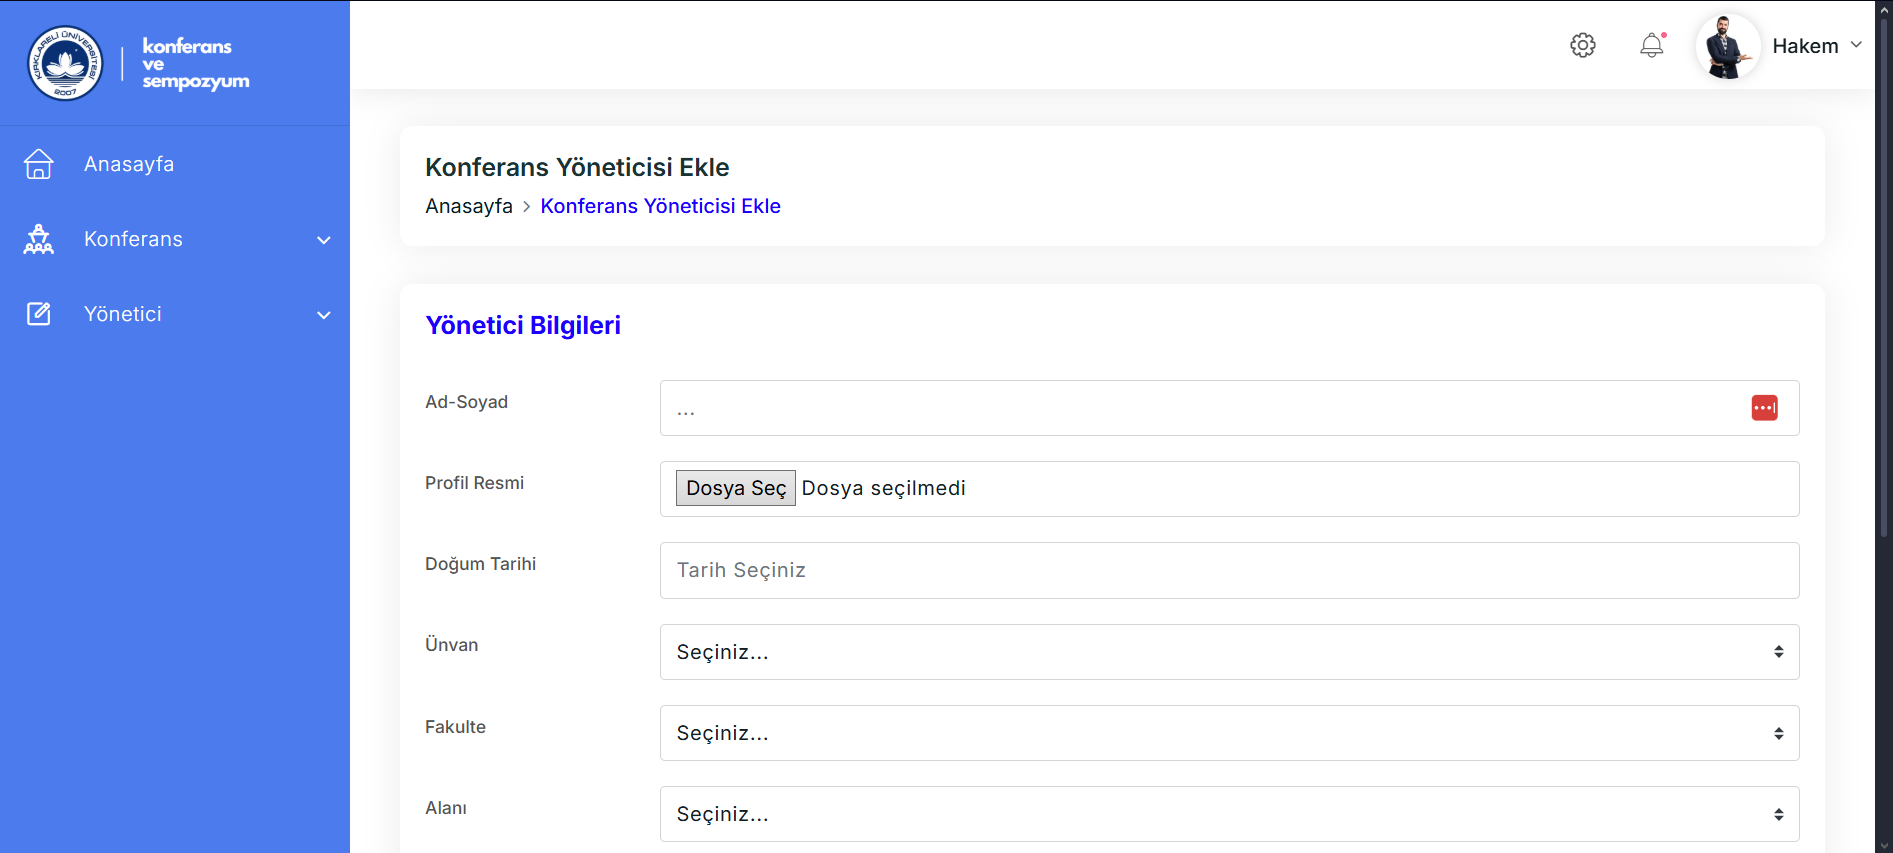 KIRKLARELİ ÜNİVERSİTESİ
2007
konferans
ve
sempozyum
Hakem
Anasayfa
Konferans
Yönetici
Konferans Yöneticisi Ekle
Anasayfa > Konferans Yöneticisi Ekle
Yönetici Bilgileri
Ad-Soyad
...
Profil Resmi
Dosya Seç Dosya seçilmedi
Doğum Tarihi
Tarih Seçiniz
Ünvan
Seçiniz...
Fakulte
Seçiniz...
Alanı
Seçiniz...